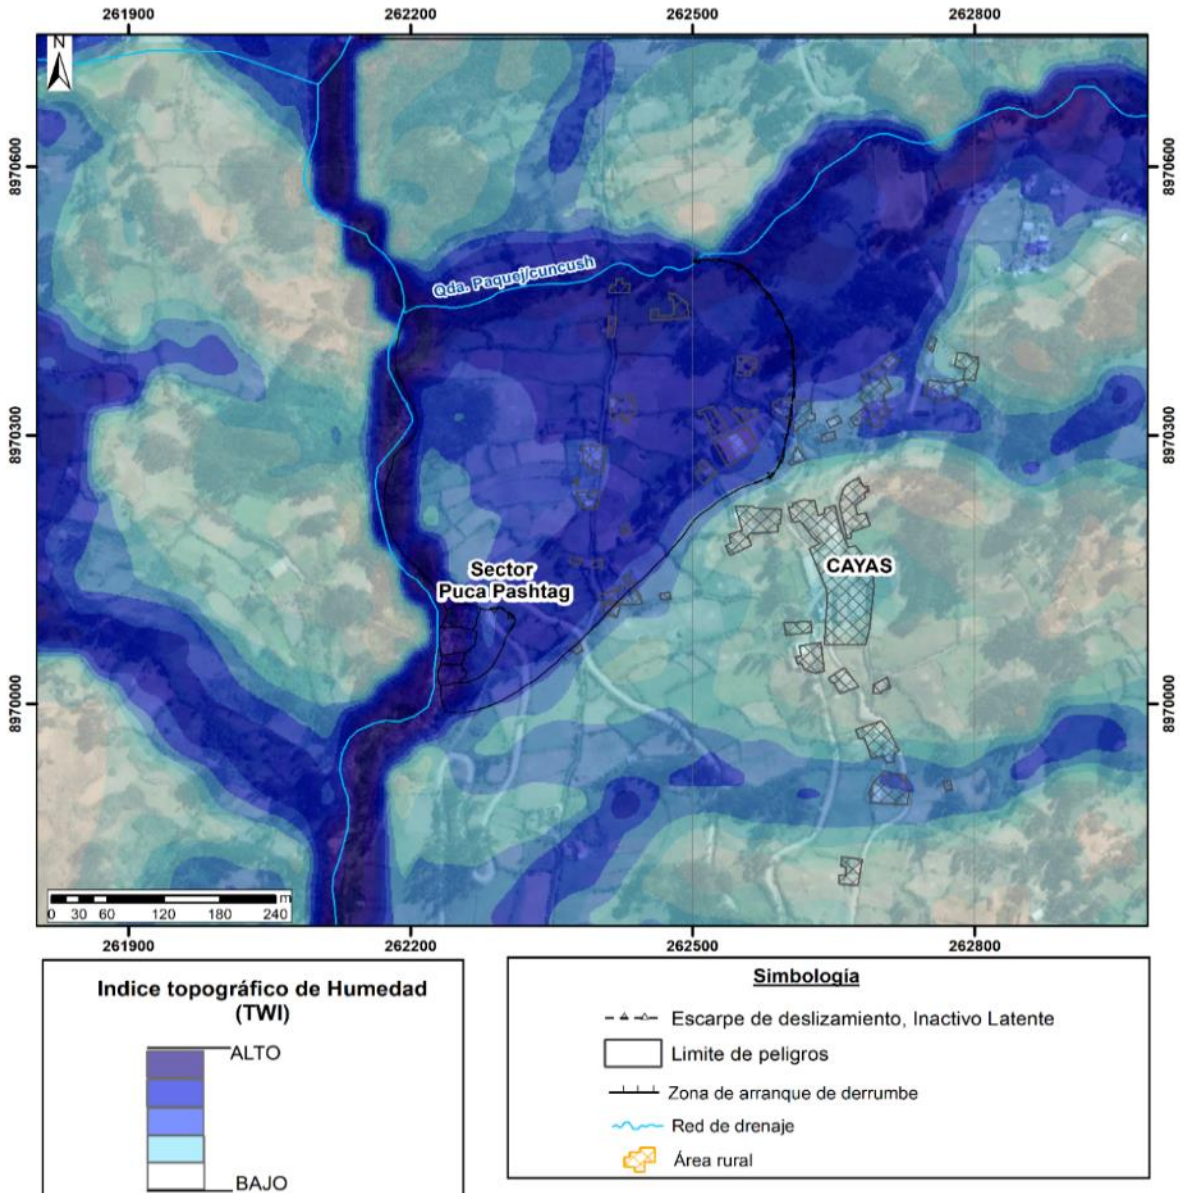 261900
262200
262500
262800
N
8970600
8970600
Qda. Paquej/cuncush
8970300
8970300
Sector
Puca Pashtag
CAYAS
8970000
8970000
m
0 30 60 120 180 240
261900
262200
262500
262800
Indice topográfico de Humedad
(TWI)
ALTO
BAJO
Simbología
Escarpe de deslizamiento, Inactivo Latente
Limite de peligros
Zona de arranque de derrumbe
Red de drenaje
Área rural